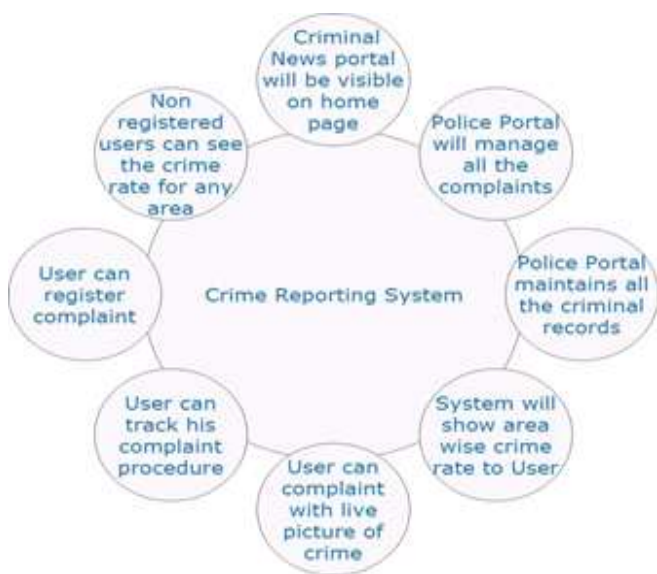 Criminal
News portal
will be visible
on home
page
Police Portal
will manage
all the
complaints
Police Portal
maintains all
the criminal
records
System will
show area
wise crime
rate to User
User can
complaint
with live
picture of
crime
User can
track his
complaint
procedure
User can
register
complaint
Non
registered
users can see
the crime
rate for any
area
Crime Reporting System